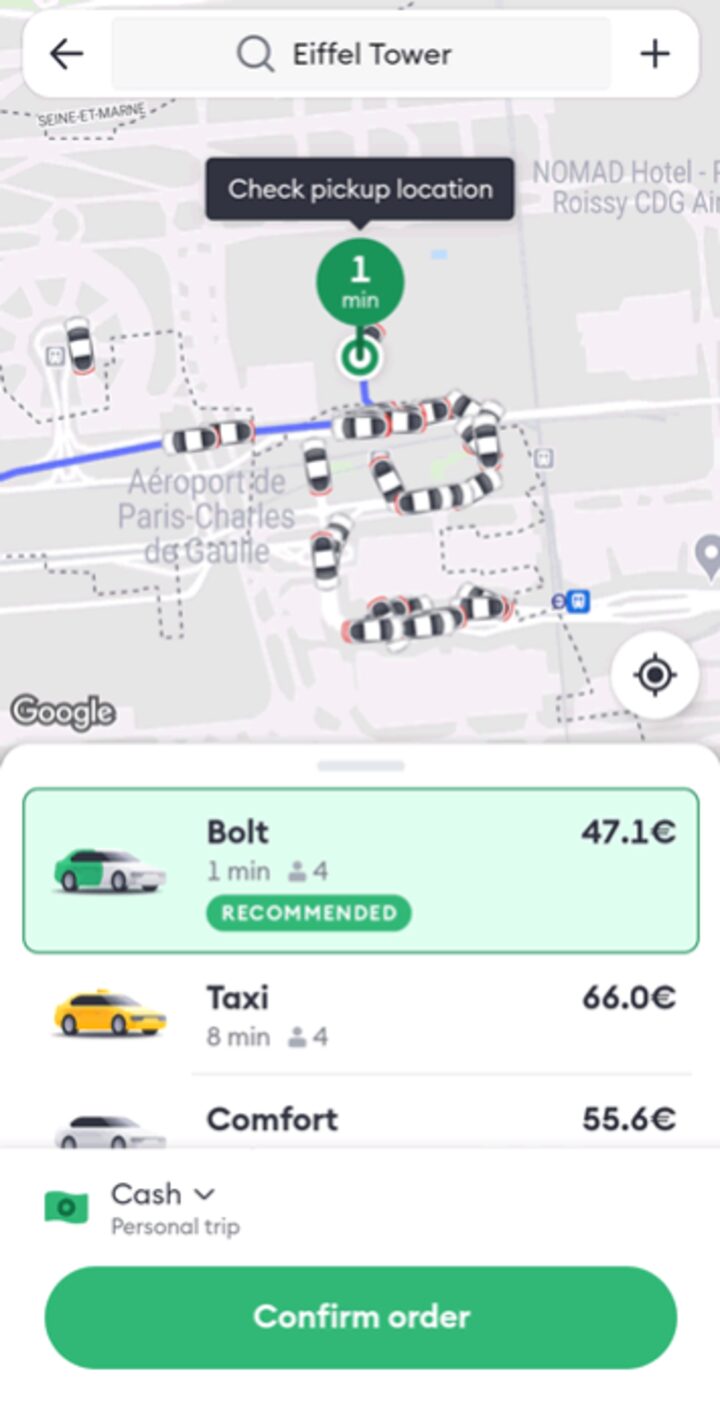 Eiffel Tower
SEINE-ET-MARNE
Check pickup location
NOMAD Hotel -
Roissy CDG
1
min
Aéroport de
Paris-Charles
de Gaulle
Google
Bolt
47.1€
1 min 4
RECOMMENDED
Taxi
66.0€
8 min 4
Comfort
55.6€
Cash
Personal trip
Confirm order